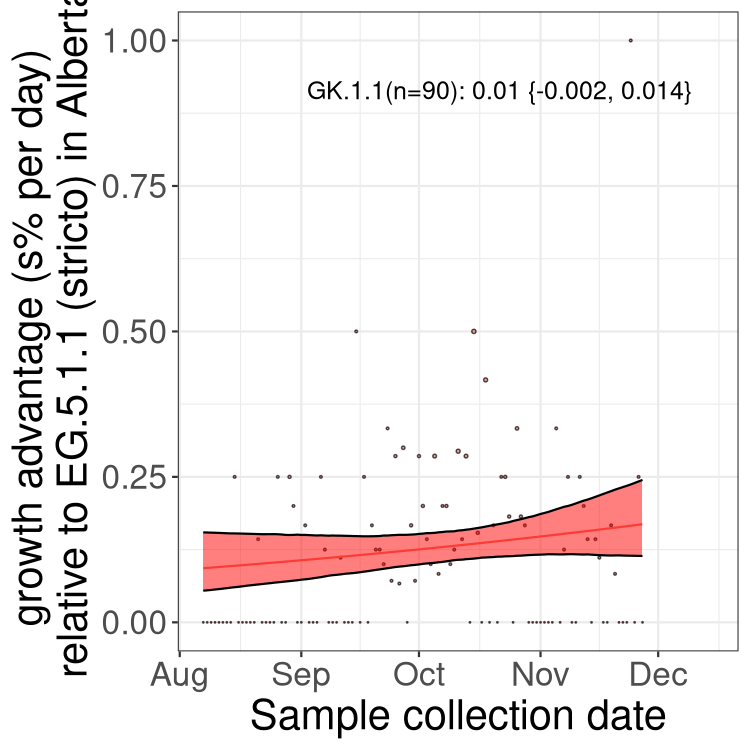 growth advantage (s% per day)
relative to EG.5.1.1 (stricto) in Alberta
1.00
0.75
0.50
0.25
0.00
GK.1.1(n=90): 0.01 {-0.002, 0.014}
Aug Sep Oct Nov Dec
Sample collection date